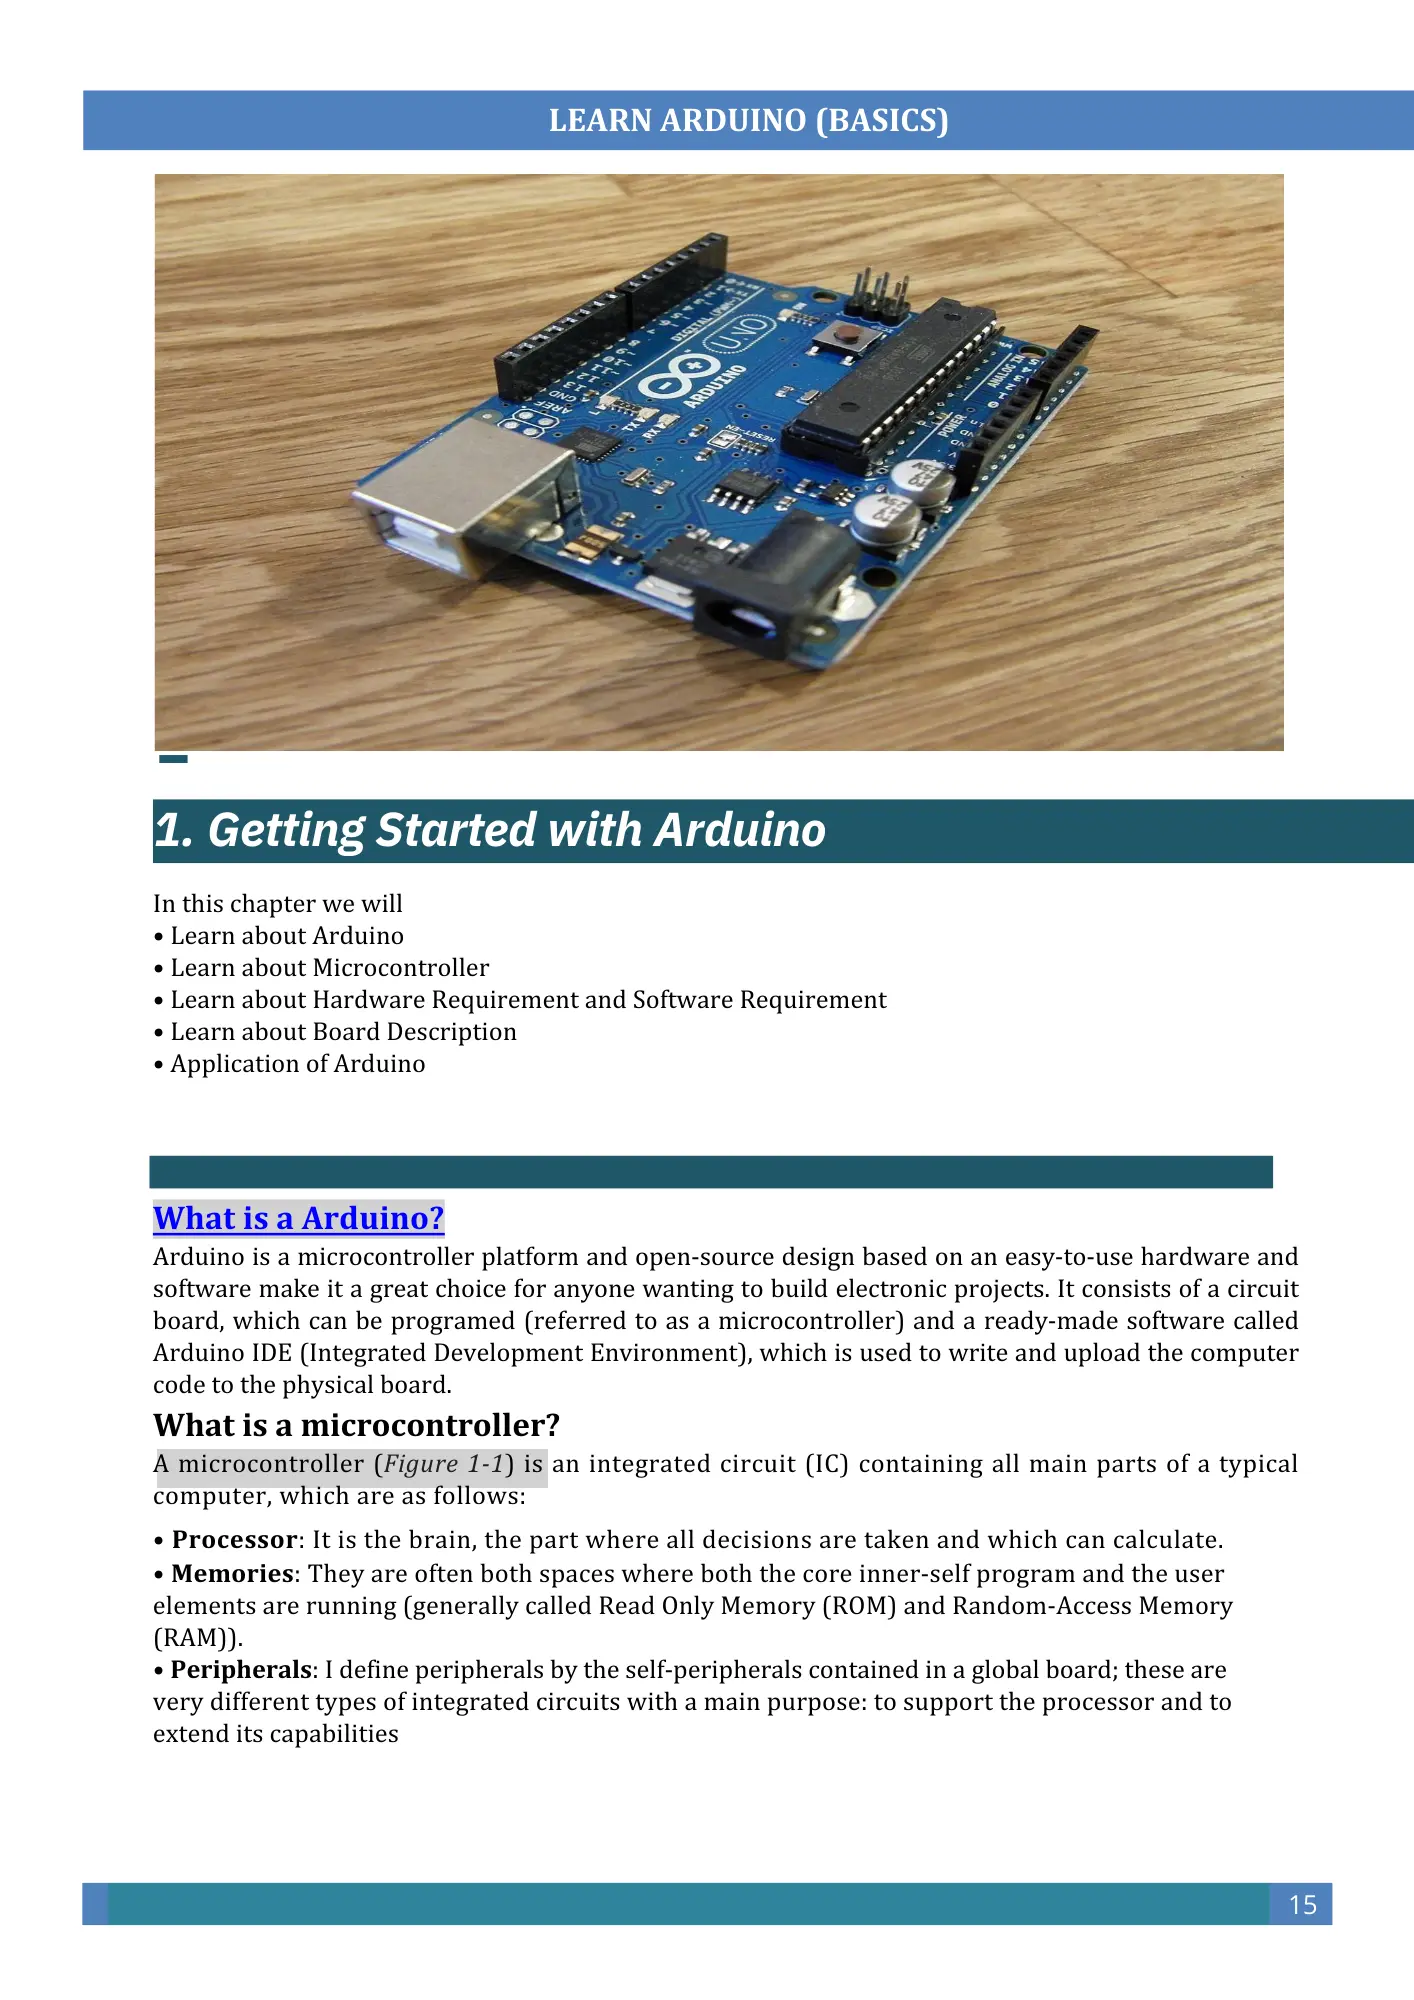 LEARN ARDUINO (BASICS)
DIGITAL (PWM~)
UNO
ARDUINO
AREF
GND
TX
RX
L
RESET-EN
ICSP
ANALOG IN
POWER
1. Getting Started with Arduino
In this chapter we will
• Learn about Arduino
• Learn about Microcontroller
• Learn about Hardware Requirement and Software Requirement
• Learn about Board Description
• Application of Arduino
What is a Arduino?
Arduino is a microcontroller platform and open-source design based on an easy-to-use hardware and
software make it a great choice for anyone wanting to build electronic projects. It consists of a circuit
board, which can be programed (referred to as a microcontroller) and a ready-made software called
Arduino IDE (Integrated Development Environment), which is used to write and upload the computer
code to the physical board.
What is a microcontroller?
A microcontroller (Figure 1-1) is an integrated circuit (IC) containing all main parts of a typical
computer, which are as follows:
• Processor: It is the brain, the part where all decisions are taken and which can calculate.
• Memories: They are often both spaces where both the core inner-self program and the user
elements are running (generally called Read Only Memory (ROM) and Random-Access Memory
(RAM)).
• Peripherals: I define peripherals by the self-peripherals contained in a global board; these are
very different types of integrated circuits with a main purpose: to support the processor and to
extend its capabilities
15